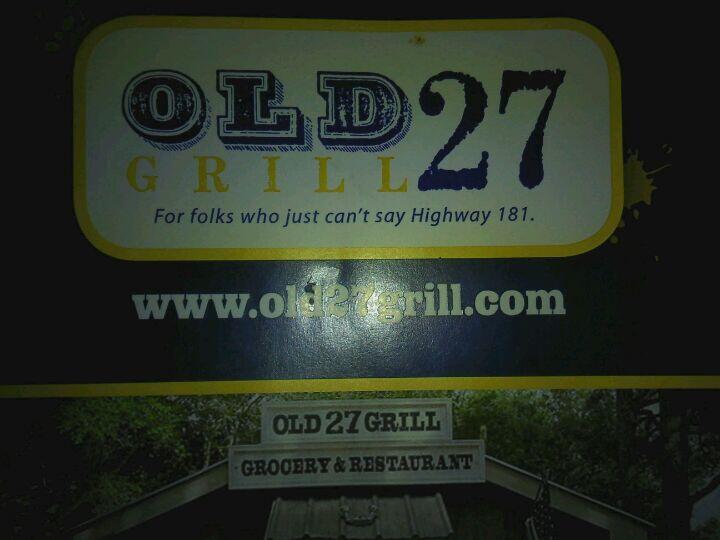 OLD 27
GRILL
For folks who just can't say Highway 181.
www.old27grill.com
OLD 27 GRILL
GROCERY & RESTAURANT